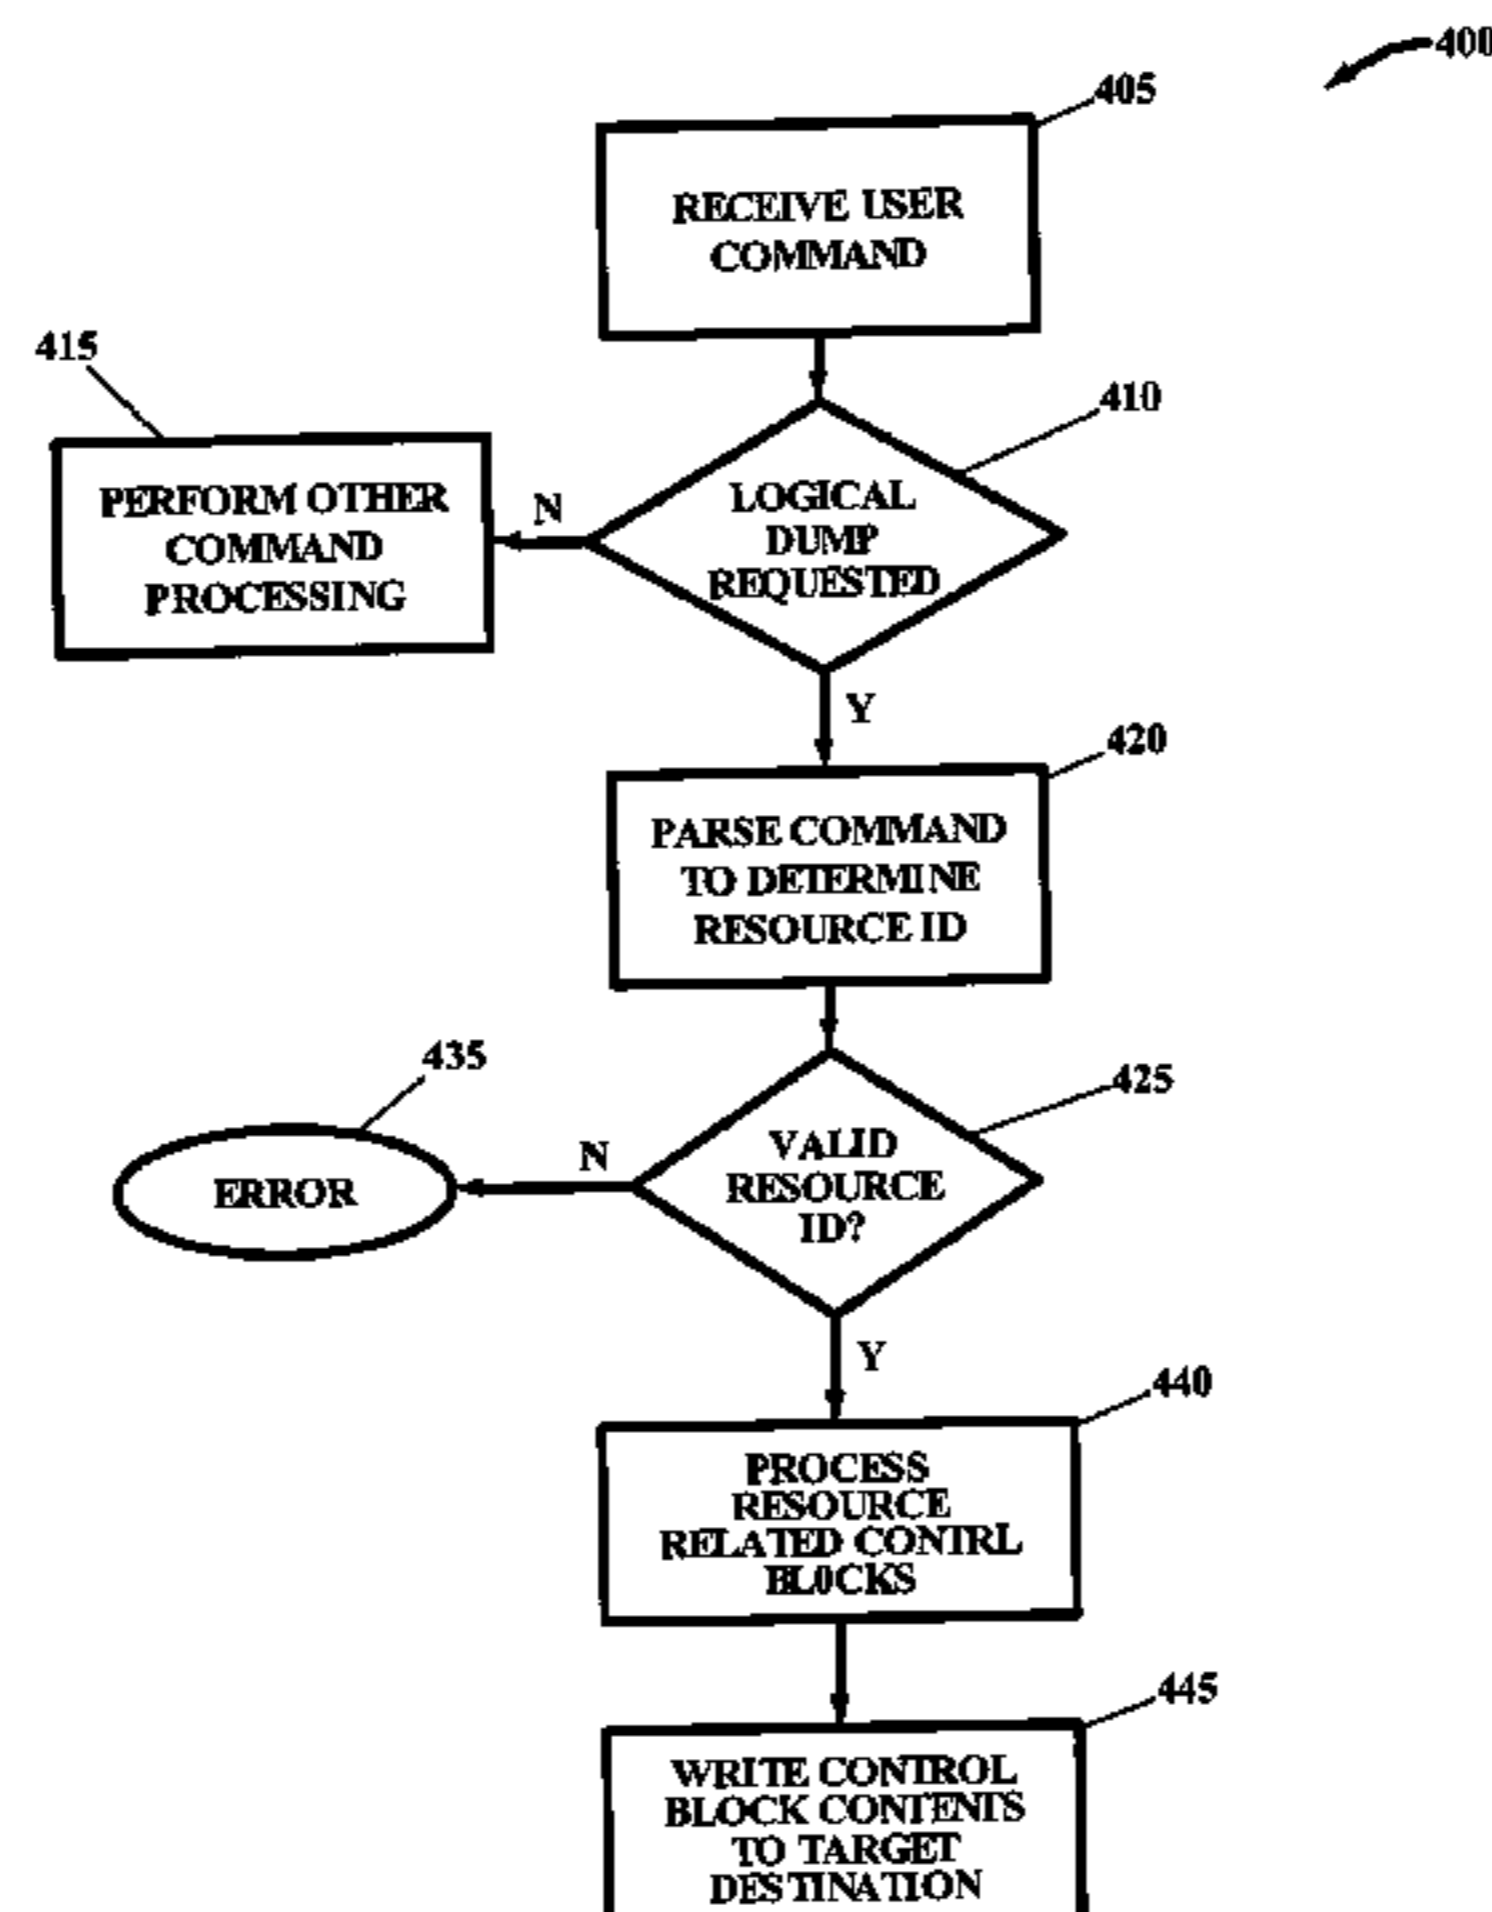 400
405
RECEIVE USER
COMMAND
415
410
PERFORM OTHER
COMMAND
PROCESSING
N
LOGICAL
DUMP
REQUESTED
Y
420
PARSE COMMAND
TO DETERMINE
RESOURCE ID
435
425
ERROR
N
VALID
RESOURCE
ID?
Y
440
PROCESS
RESOURCE
RELATED CONTRL
BLOCKS
445
WRITE CONTROL
BLOCK CONTENTS
TO TARGET
DESTINATION